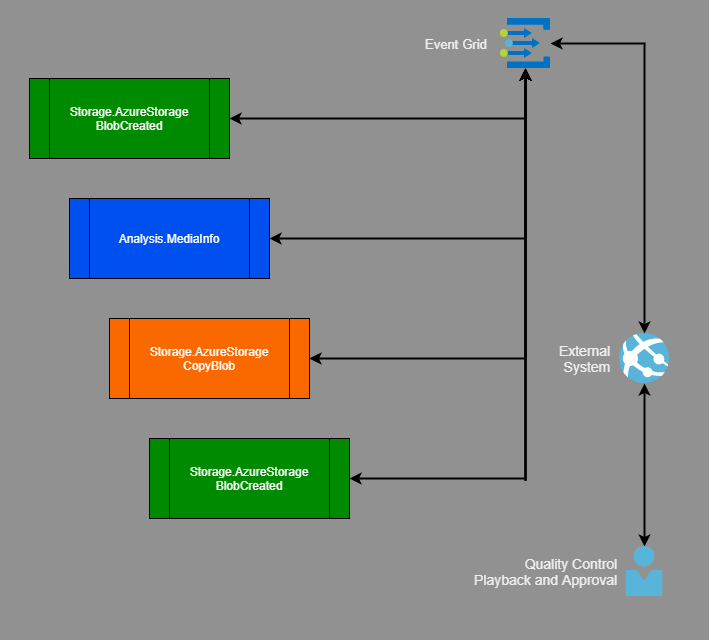 Event Grid
Storage.AzureStorage
BlobCreated
Analysis.MediaInfo
Storage.AzureStorage
CopyBlob
External
System
Storage.AzureStorage
BlobCreated
Quality Control
Playback and Approval